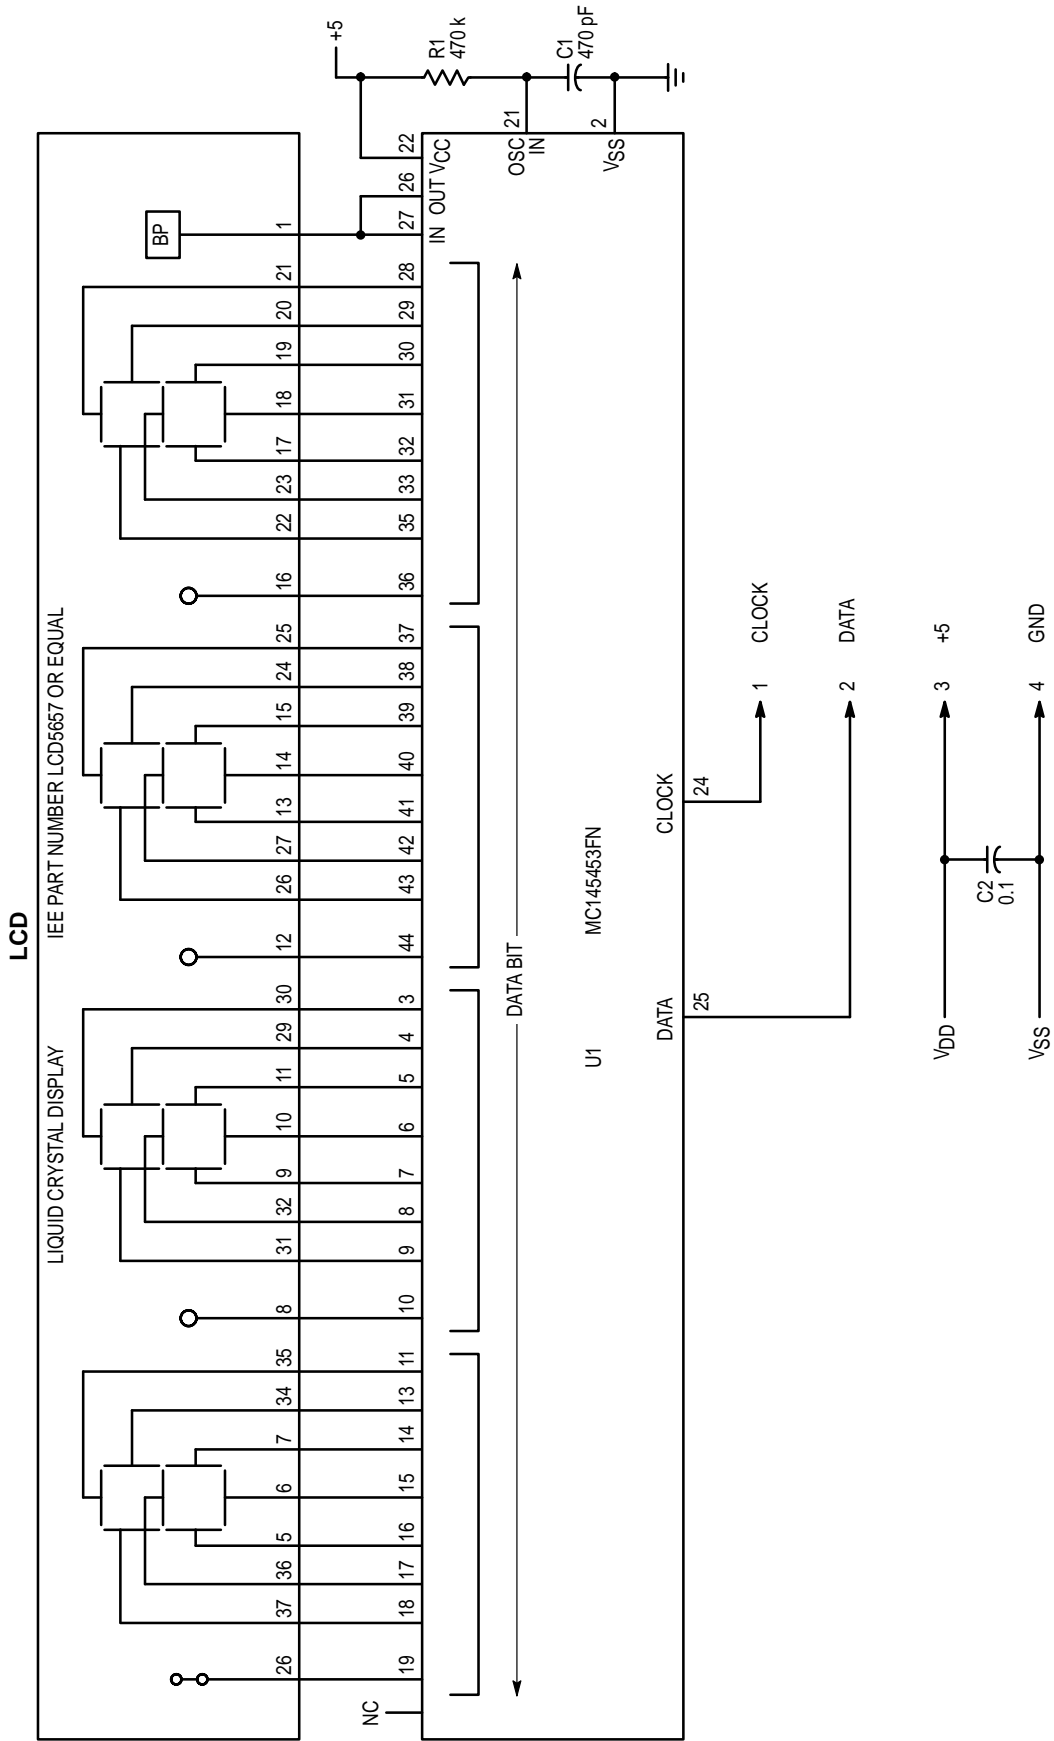 LCD
LIQUID CRYSTAL DISPLAY
IEE PART NUMBER LCD5657 OR EQUAL
BP
26 37 36 5 6 7 34 35 8 31 32 9 10 11 29 30 12 26 27 13 14 15 24 25 16 22 23 17 18 19 20 21 1
NC
19 18 17 16 15 14 13 11 10 9 8 7 6 5 4 3 44 43 42 41 40 39 38 37 36 35 33 32 31 30 29 28 27 26 22
IN OUT VCC
+5
R1
470 k
C1
470 pF
21
OSC
IN
2
VSS
DATA BIT
U1
MC145453FN
DATA
CLOCK
25
24
1 CLOCK
2 DATA
VDD
3 +5
C2
0.1
VSS
4 GND